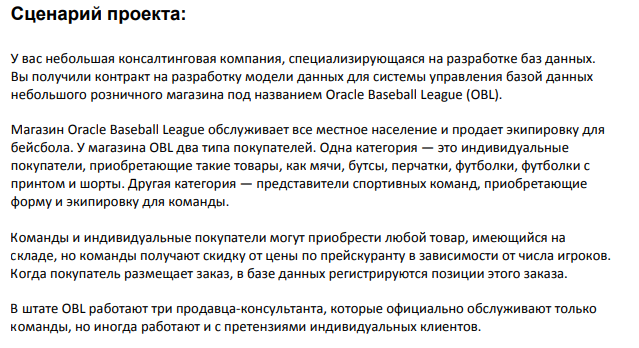 Сценарий проекта:
У вас небольшая консалтинговая компания, специализирующаяся на разработке баз данных.
Вы получили контракт на разработку модели данных для системы управления базой данных
небольшого розничного магазина под названием Oracle Baseball League (OBL).
Магазин Oracle Baseball League обслуживает все местное население и продает экипировку для
бейсбола. У магазина OBL два типа покупателей. Одна категория — это индивидуальные
покупатели, приобретающие такие товары, как мячи, бутсы, перчатки, футболки, футболки с
принтом и шорты. Другая категория — представители спортивных команд, приобретающие
форму и экипировку для команды.
Команды и индивидуальные покупатели могут приобрести любой товар, имеющийся на
складе, но команды получают скидку от цены по прейскуранту в зависимости от числа игроков.
Когда покупатель размещает заказ, в базе данных регистрируются позиции этого заказа.
В штате OBL работают три продавца-консультанта, которые официально обслуживают только
команды, но иногда работают и с претензиями индивидуальных клиентов.